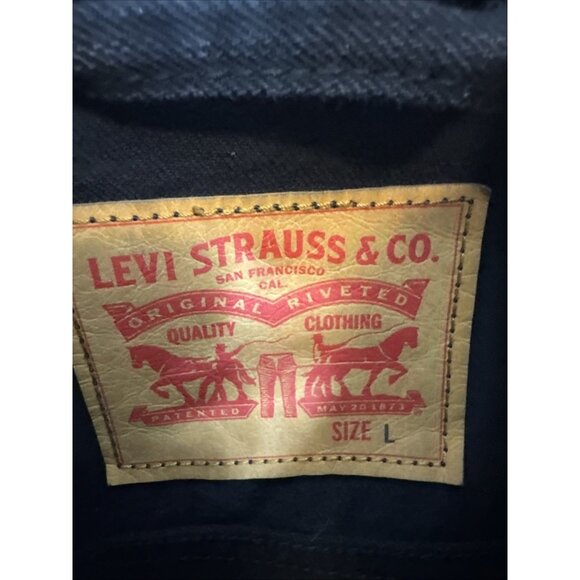 LEVI STRAUSS & CO.
SAN FRANCISCO
CAL.
ORIGINAL RIVETED
QUALITY CLOTHING
PATENTED MAY 20 1873
SIZE L